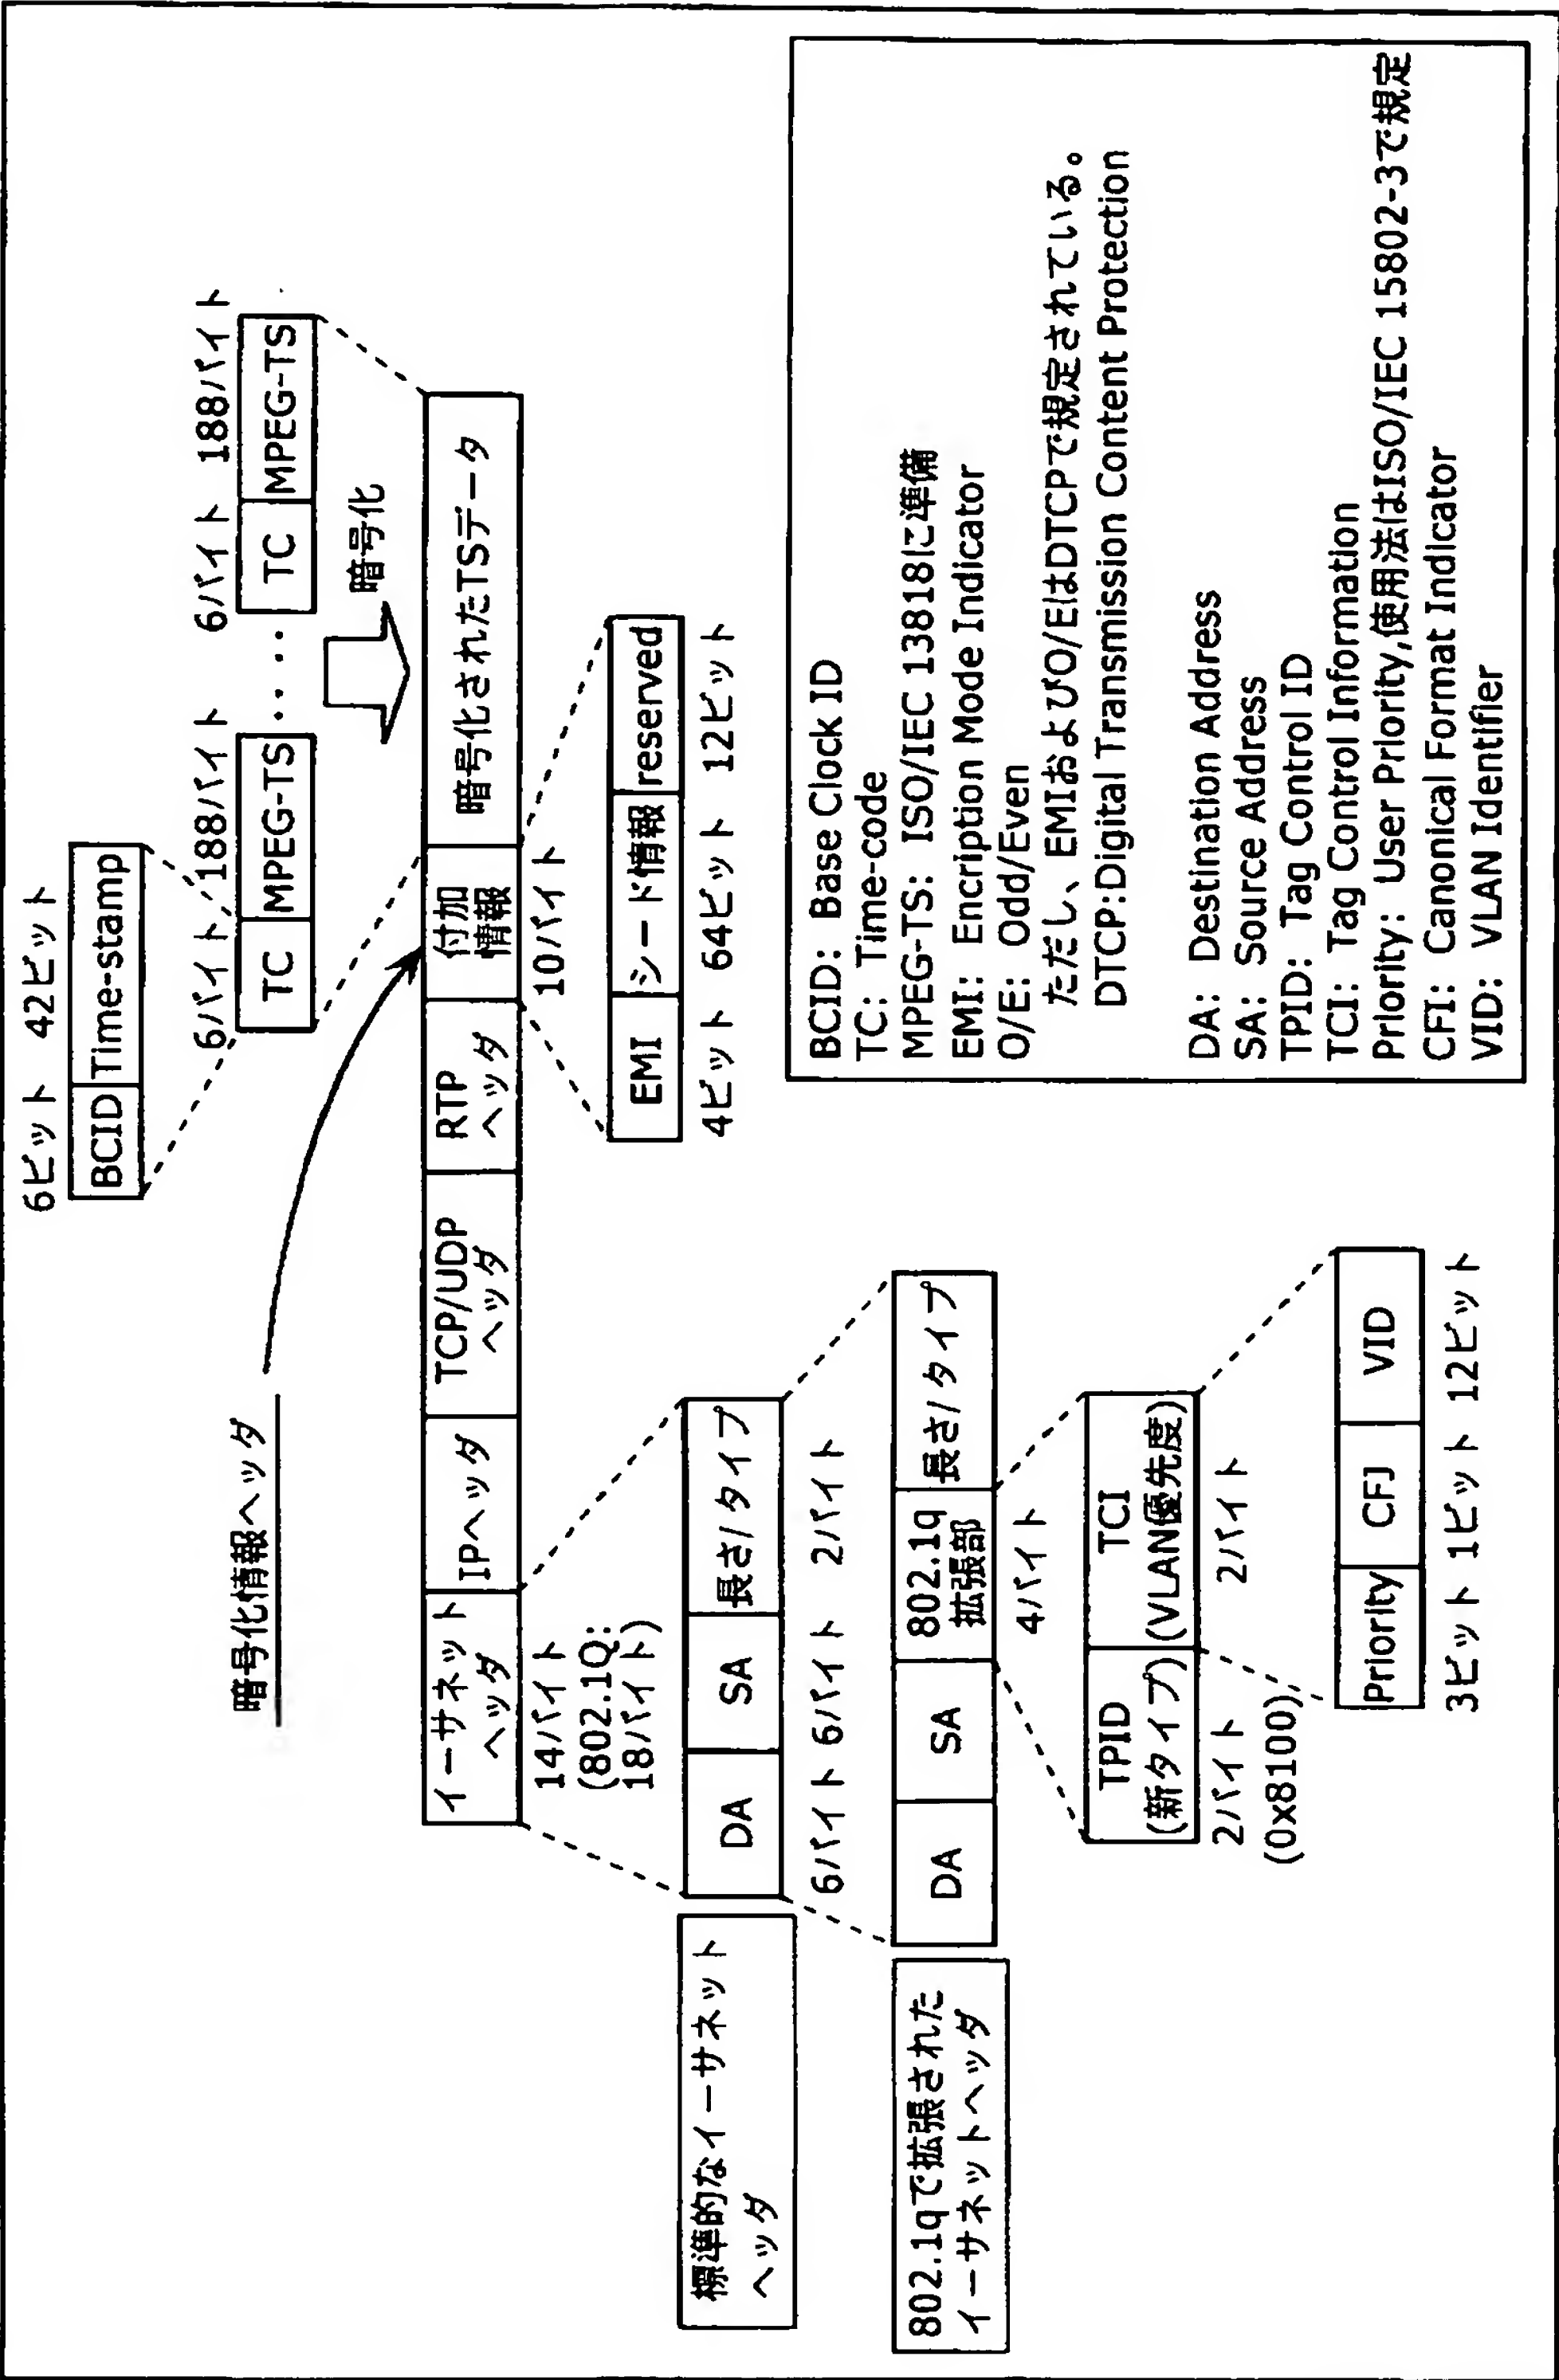 6ビット 42ビット
BCID Time-stamp
6バイト 188バイト 6バイト 188バイト
TC MPEG-TS ‥‥ TC MPEG-TS
暗号化
暗号化情報ヘッダ
イーサネット
ヘッダ
IPヘッダ
TCP/UDP
ヘッダ
RTP
ヘッダ
付加
情報
暗号化されたTSデータ
14バイト
(802.1Q:
18バイト)
10バイト
EMI シード情報 reserved
4ビット 64ビット 12ビット
標準的なイーサネット
ヘッダ
DA SA 長さ/タイプ
6バイト 6バイト 2バイト
802.1qで拡張された
イーサネットヘッダ
DA SA
802.1q
拡張部
長さ/タイプ
4バイト
TPID
(新タイプ)
TCI
(VLAN優先度)
2バイト
(0x8100)
2バイト
Priority CFJ VID
3ビット 1ビット 12ビット
BCID: Base Clock ID
TC: Time-code
MPEG-TS: ISO/IEC 13818に準備
EMI: Encription Mode Indicator
O/E: Odd/Even
ただし、EMIおよびO/EはDTCPで規定されている。
DTCP:Digital Transmission Content Protection
DA: Destination Address
SA: Source Address
TPID: Tag Control ID
TCI: Tag Control Information
Priority: User Priority,使用法はISO/IEC 15802-3で規定
CFI: Canonical Format Indicator
VID: VLAN Identifier